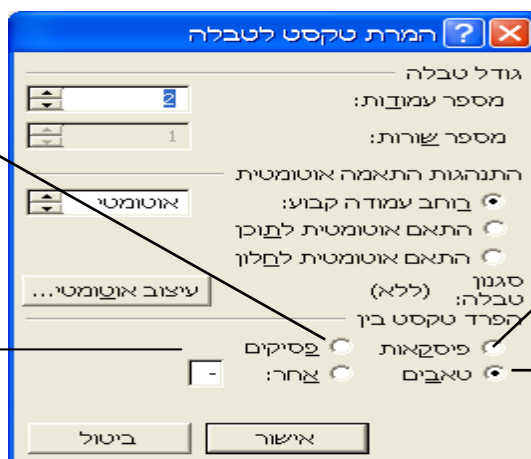 המרת טקסט לטבלה
גודל טבלה
מספר עמודות: 2
מספר שורות: 1
התנהגות התאמה אוטומטית
רוחב עמודה קבוע: אוטומטי
התאם אוטומטית לתוכן
התאם אוטומטית לחלון
סגנון טבלה: (ללא) עיצוב אוטומטי...
הפרד טקסט בין
פיסקאות פסיקים
טאבים אחר: -
אישור ביטול